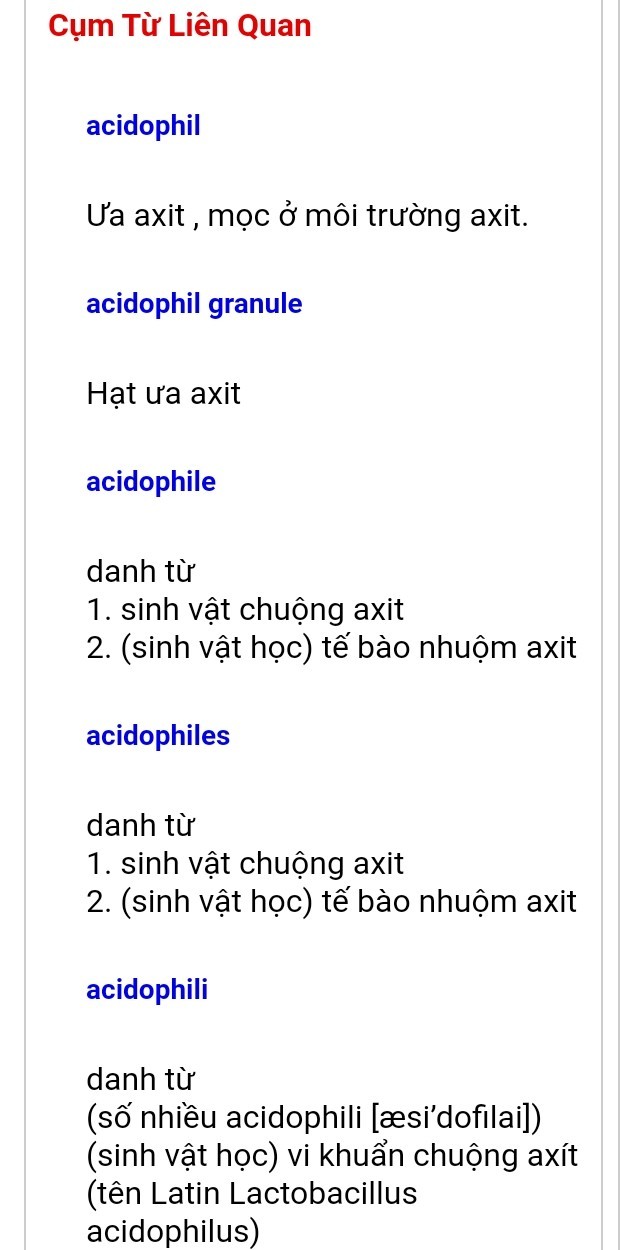 Cụm Từ Liên Quan
acidophil
Ưa axit , mọc ở môi trường axit.
acidophil granule
Hạt ưa axit
acidophile
danh từ
1. sinh vật chuộng axit
2. (sinh vật học) tế bào nhuộm axit
acidophiles
danh từ
1. sinh vật chuộng axit
2. (sinh vật học) tế bào nhuộm axit
acidophili
danh từ
(số nhiều acidophili [æsi'dofilai])
(sinh vật học) vi khuẩn chuộng axít
(tên Latin Lactobacillus
acidophilus)